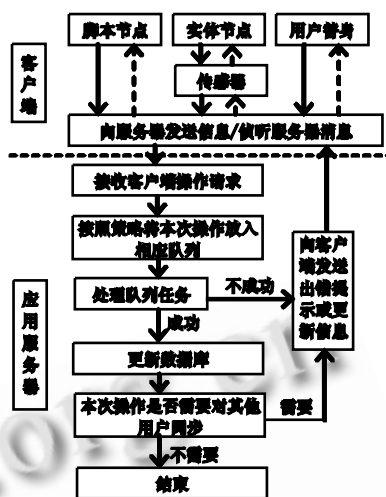 脚本节点
实体节点
用户替身
客户端
传感器
向服务器发送信息/侦听服务器消息
接收客户端操作请求
按照策略将本次操作放入
相应队列
向客户
端发送
出错提
示或更
新信息
应用服务器
处理队列任务
不成功
成功
更新数据库
本次操作是否需要对其他
用户同步
需要
不需要
结束